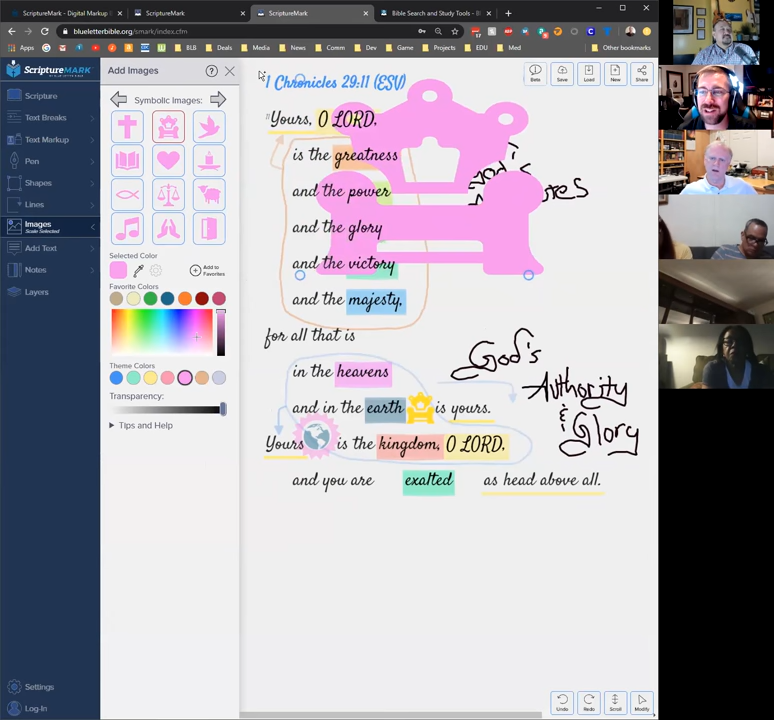 ScriptureMark - Digital Markup B
ScriptureMark
ScriptureMark
Bible Search and Study Tools - Bl
blueletterbible.org/smark/index.cfm
Apps
BLB
Deals
News
Comm
Dev
Game
Projects
EDU
Med
Other bookmarks
SCRIPTUREMARK
Scripture
Text Breaks
Text Markup
Pen
Shapes
Lines
Images
Scale Selected
Add Text
Notes
Layers
Settings
Log-In
Add Images
Symbolic Images:
Selected Color
Add to
Favorites
Favorite Colors
Theme Colors
Transparency:
Tips and Help
Beta
Save
Load
New
Share
1 Chronicles 29:11 (ESV)
Yours, O LORD,
is the greatness
and the power
and the glory
and the victory
and the majesty,
for all that is
in the heavens
and in the earth is yours.
Yours is the kingdom, O LORD,
and you are exalted as head above all.
God's
God's
Authority
& Glory
Undo
Redo
Scroll
Modify